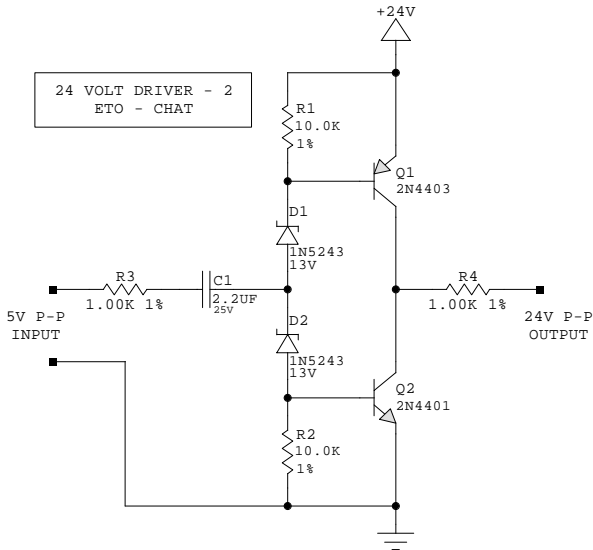 +24V
24 VOLT DRIVER - 2
ETO - CHAT
R1
10.0K
1%
Q1
2N4403
D1
1N5243
13V
R3
1.00K 1%
C1
2.2UF
25V
R4
1.00K 1%
5V P-P
INPUT
24V P-P
OUTPUT
D2
1N5243
13V
Q2
2N4401
R2
10.0K
1%